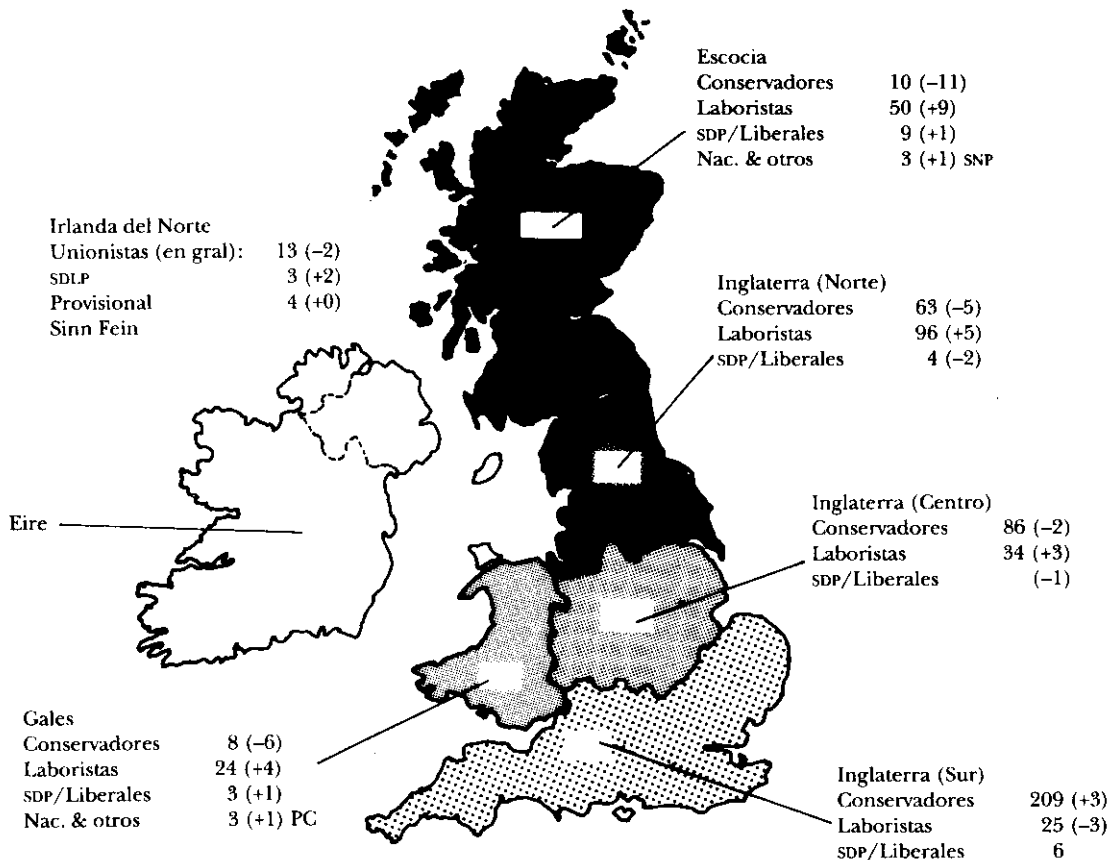 Escocia
Conservadores 10 (–11)
Laboristas 50 (+9)
SDP/Liberales 9 (+1)
Nac. & otros 3 (+1) SNP
Irlanda del Norte
Unionistas (en gral): 13 (–2)
SDLP 3 (+2)
Provisional 4 (+0)
Sinn Fein
Inglaterra (Norte)
Conservadores 63 (–5)
Laboristas 96 (+5)
SDP/Liberales 4 (–2)
Eire
Inglaterra (Centro)
Conservadores 86 (–2)
Laboristas 34 (+3)
SDP/Liberales (–1)
Gales
Conservadores 8 (–6)
Laboristas 24 (+4)
SDP/Liberales 3 (+1)
Nac. & otros 3 (+1) PC
Inglaterra (Sur)
Conservadores 209 (+3)
Laboristas 25 (–3)
SDP/Liberales 6